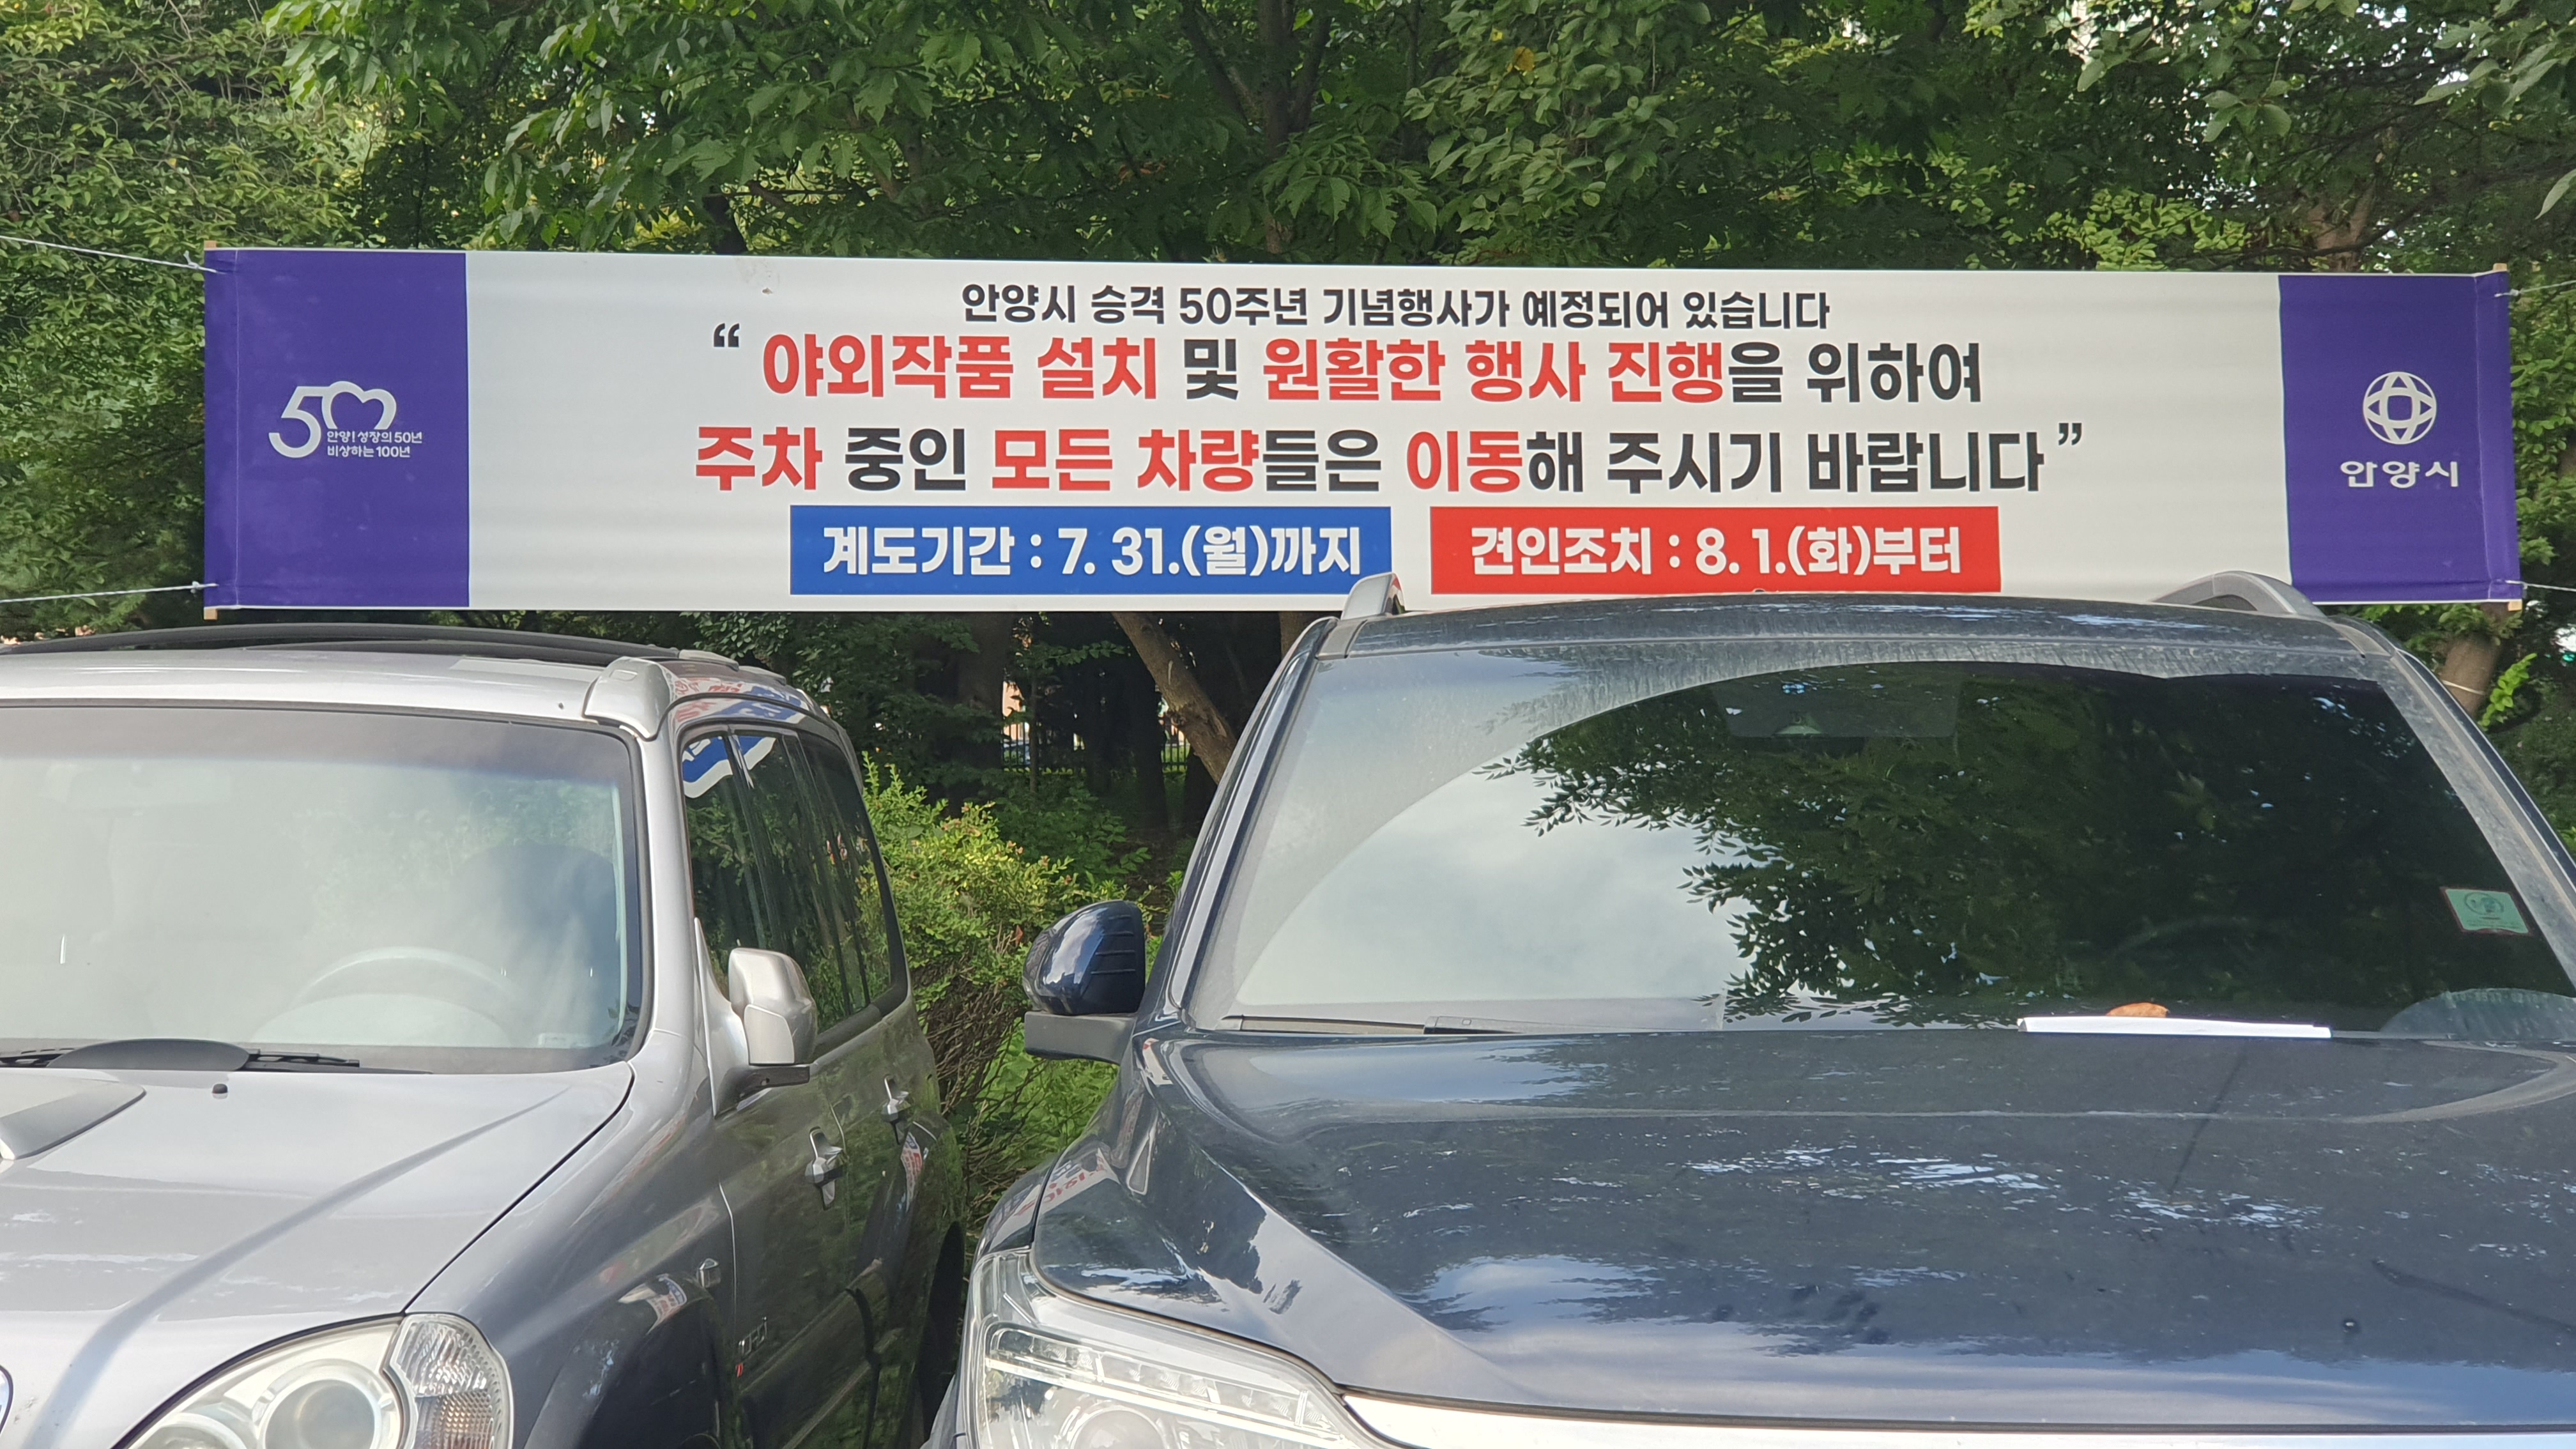 안양시 승격 50주년 기념행사가 예정되어 있습니다
“ 야외작품 설치 및 원활한 행사 진행을 위하여
주차 중인 모든 차량들은 이동해 주시기 바랍니다 ”
계도기간 : 7. 31.(월)까지
견인조치 : 8. 1.(화)부터
50
안양! 성장의 50년
비상하는 100년
안양시